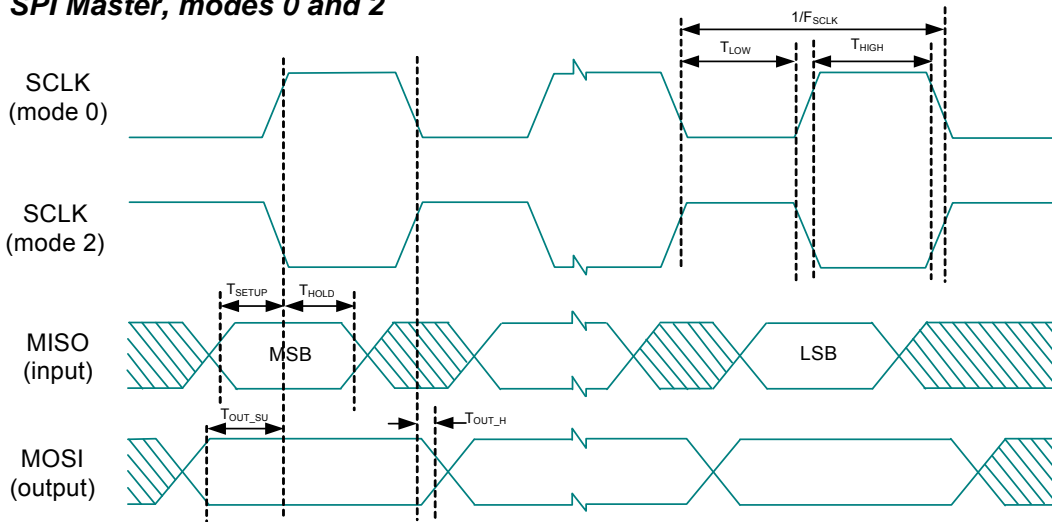 SPI Master, modes 0 and 2
1/FSCLK
TLOW
THIGH
SCLK
(mode 0)
SCLK
(mode 2)
TSETUP
THOLD
MISO
(input)
MSB
LSB
TOUT_SU
TOUT_H
MOSI
(output)